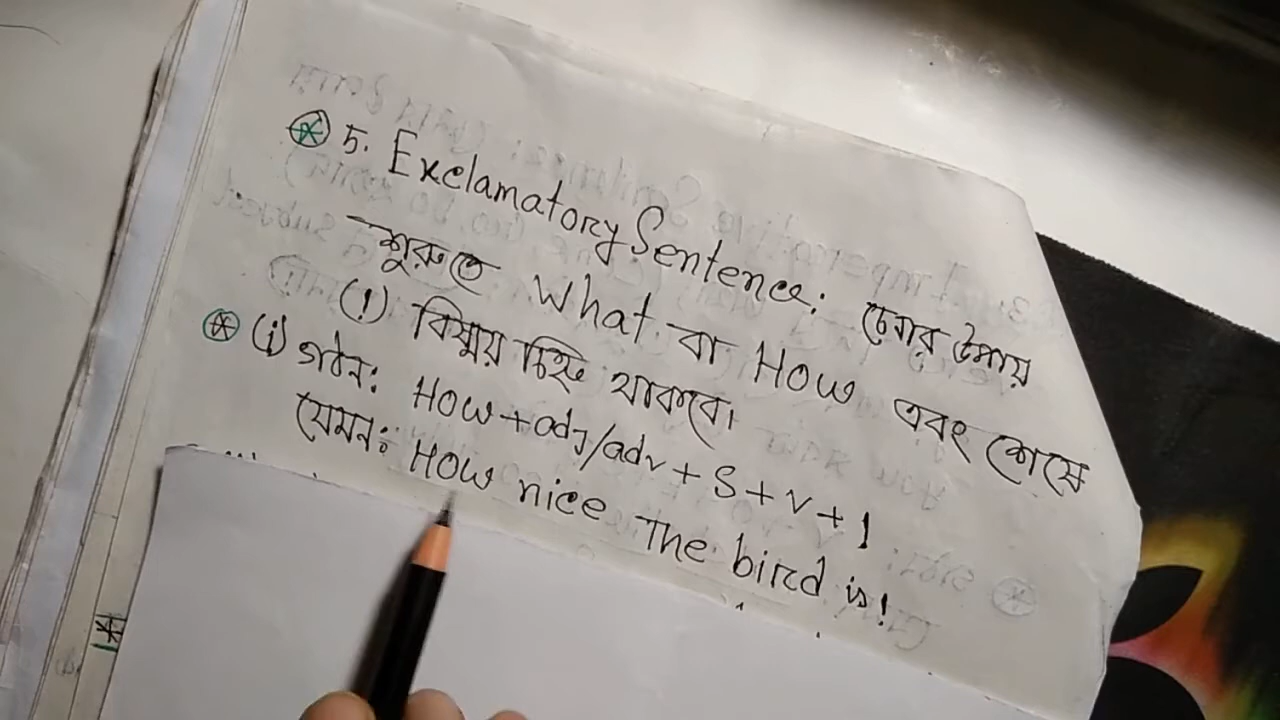 5. Exclamatory Sentence: চেনার উপায়
শুরুতে What বা How এবং শেষে
(!) বিস্ময় চিহ্ন থাকবে।
(i) গঠন: How + adj/adv + S + v + !
যেমন: How nice The bird is!